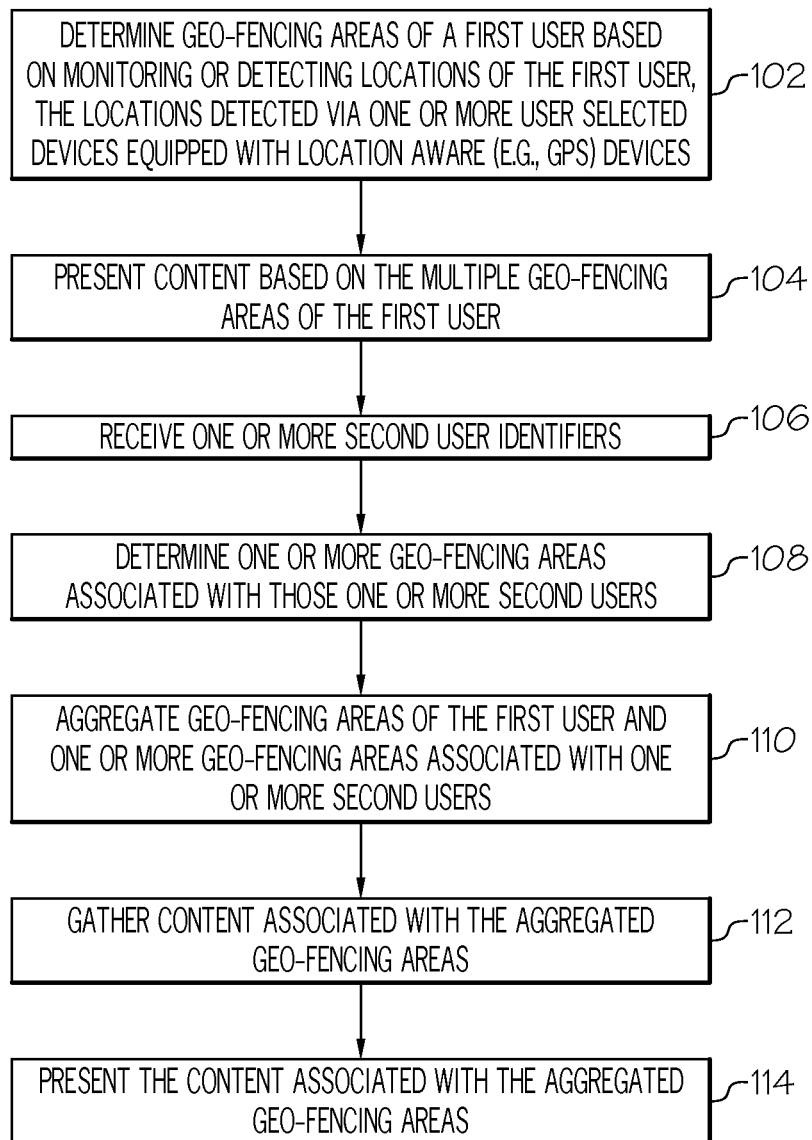 DETERMINE GEO-FENCING AREAS OF A FIRST USER BASED
ON MONITORING OR DETECTING LOCATIONS OF THE FIRST USER,
THE LOCATIONS DETECTED VIA ONE OR MORE USER SELECTED
DEVICES EQUIPPED WITH LOCATION AWARE (E.G., GPS) DEVICES
102
PRESENT CONTENT BASED ON THE MULTIPLE GEO-FENCING
AREAS OF THE FIRST USER
104
RECEIVE ONE OR MORE SECOND USER IDENTIFIERS
106
DETERMINE ONE OR MORE GEO-FENCING AREAS
ASSOCIATED WITH THOSE ONE OR MORE SECOND USERS
108
AGGREGATE GEO-FENCING AREAS OF THE FIRST USER AND
ONE OR MORE GEO-FENCING AREAS ASSOCIATED WITH ONE
OR MORE SECOND USERS
110
GATHER CONTENT ASSOCIATED WITH THE AGGREGATED
GEO-FENCING AREAS
112
PRESENT THE CONTENT ASSOCIATED WITH THE AGGREGATED
GEO-FENCING AREAS
114